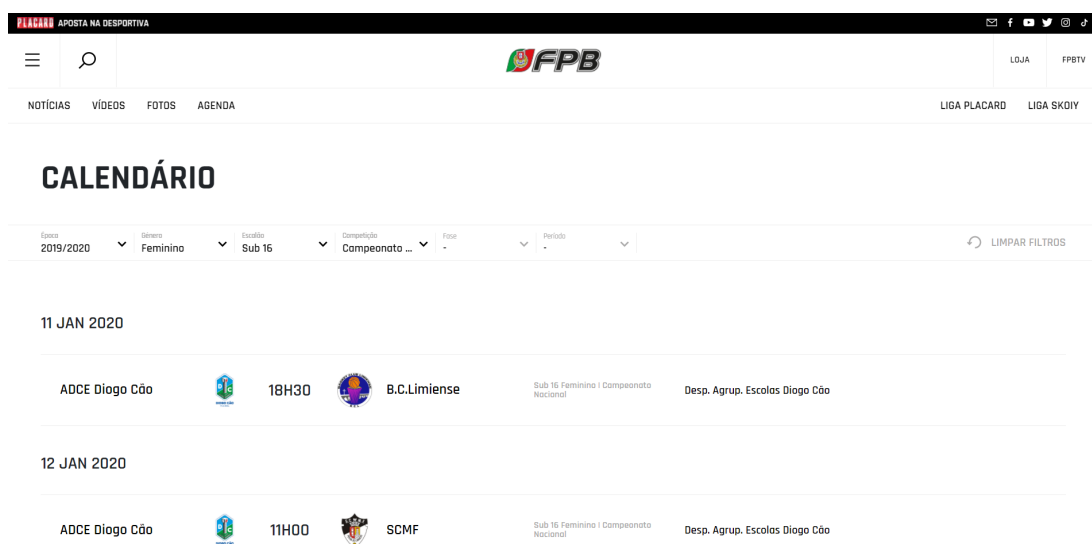 PLACARD APOSTA NA DESPORTIVA
FPB
LOJA FPBTV
NOTÍCIAS VÍDEOS FOTOS AGENDA LIGA PLACARD LIGA SKOIY
CALENDÁRIO
Época Género Escalão Competição Fase Período
2019/2020 Feminino Sub 16 Campeonato ... - - LIMPAR FILTROS
11 JAN 2020
ADCE Diogo Cão 18H30 B.C.Limiense Sub 16 Feminino | Campeonato Desp. Agrup. Escolas Diogo Cão
Nacional
12 JAN 2020
ADCE Diogo Cão 11H00 SCMF Sub 16 Feminino | Campeonato Desp. Agrup. Escolas Diogo Cão
Nacional